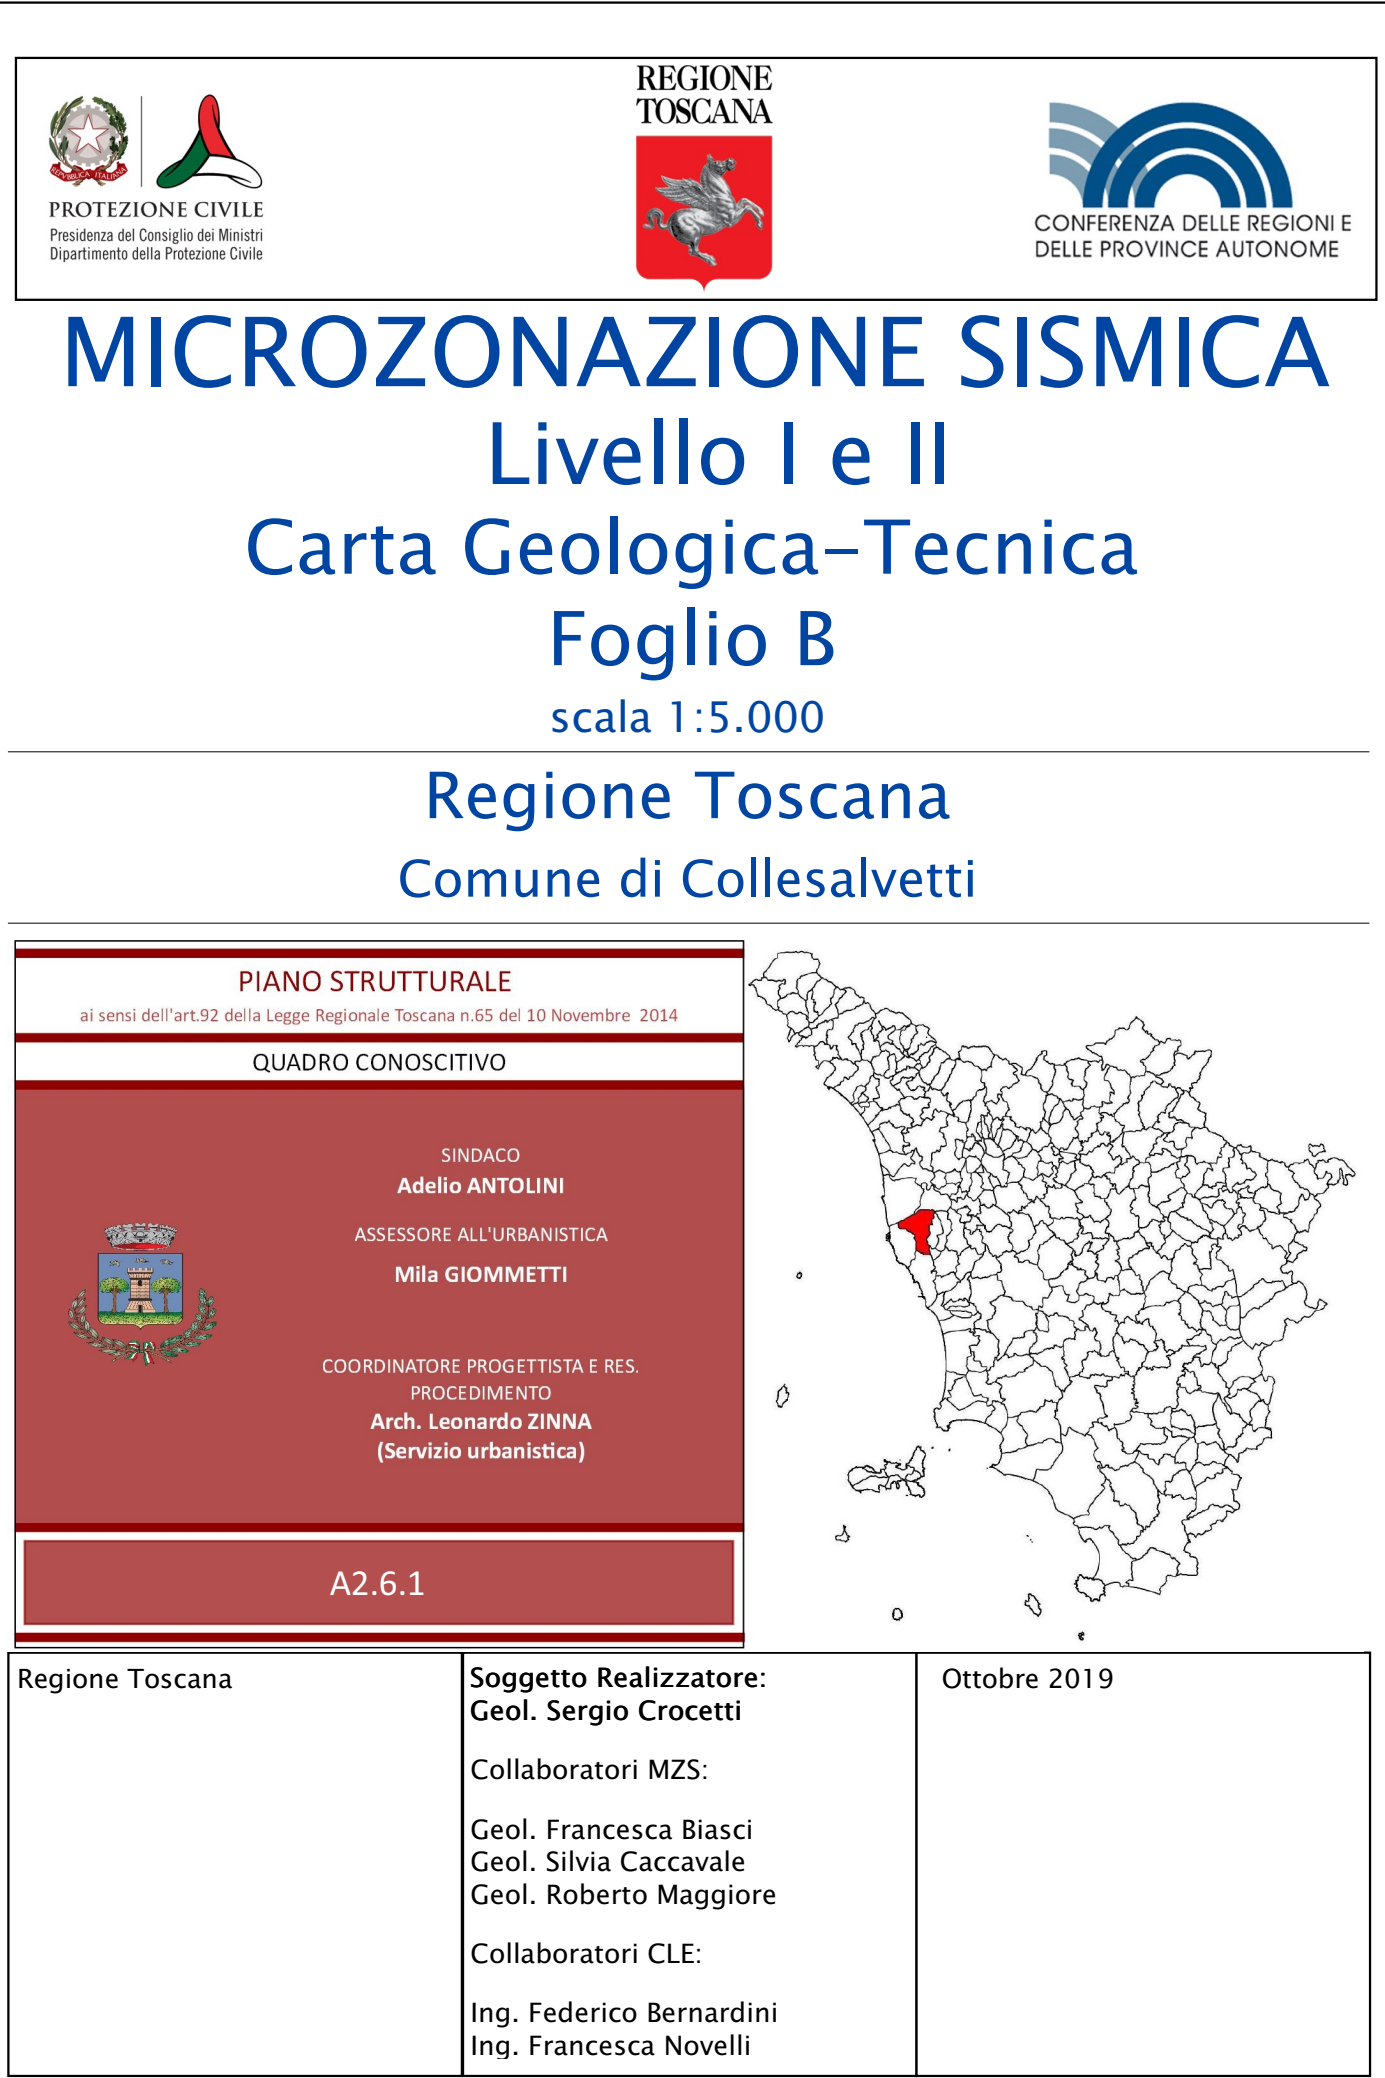 REPVBBLICA ITALIANA
PROTEZIONE CIVILE
Presidenza del Consiglio dei Ministri
Dipartimento della Protezione Civile
REGIONE
TOSCANA
CONFERENZA DELLE REGIONI E
DELLE PROVINCE AUTONOME
MICROZONAZIONE SISMICA
Livello I e II
Carta Geologica-Tecnica
Foglio B
scala 1:5.000
Regione Toscana
Comune di Collesalvetti
PIANO STRUTTURALE
ai sensi dell'art.92 della Legge Regionale Toscana n.65 del 10 Novembre 2014
QUADRO CONOSCITIVO
SINDACO
Adelio ANTOLINI
ASSESSORE ALL'URBANISTICA
Mila GIOMMETTI
COORDINATORE PROGETTISTA E RES.
PROCEDIMENTO
Arch. Leonardo ZINNA
(Servizio urbanistica)
A2.6.1
Regione Toscana
Soggetto Realizzatore:
Geol. Sergio Crocetti
Collaboratori MZS:
Geol. Francesca Biasci
Geol. Silvia Caccavale
Geol. Roberto Maggiore
Collaboratori CLE:
Ing. Federico Bernardini
Ing. Francesca Novelli
Ottobre 2019